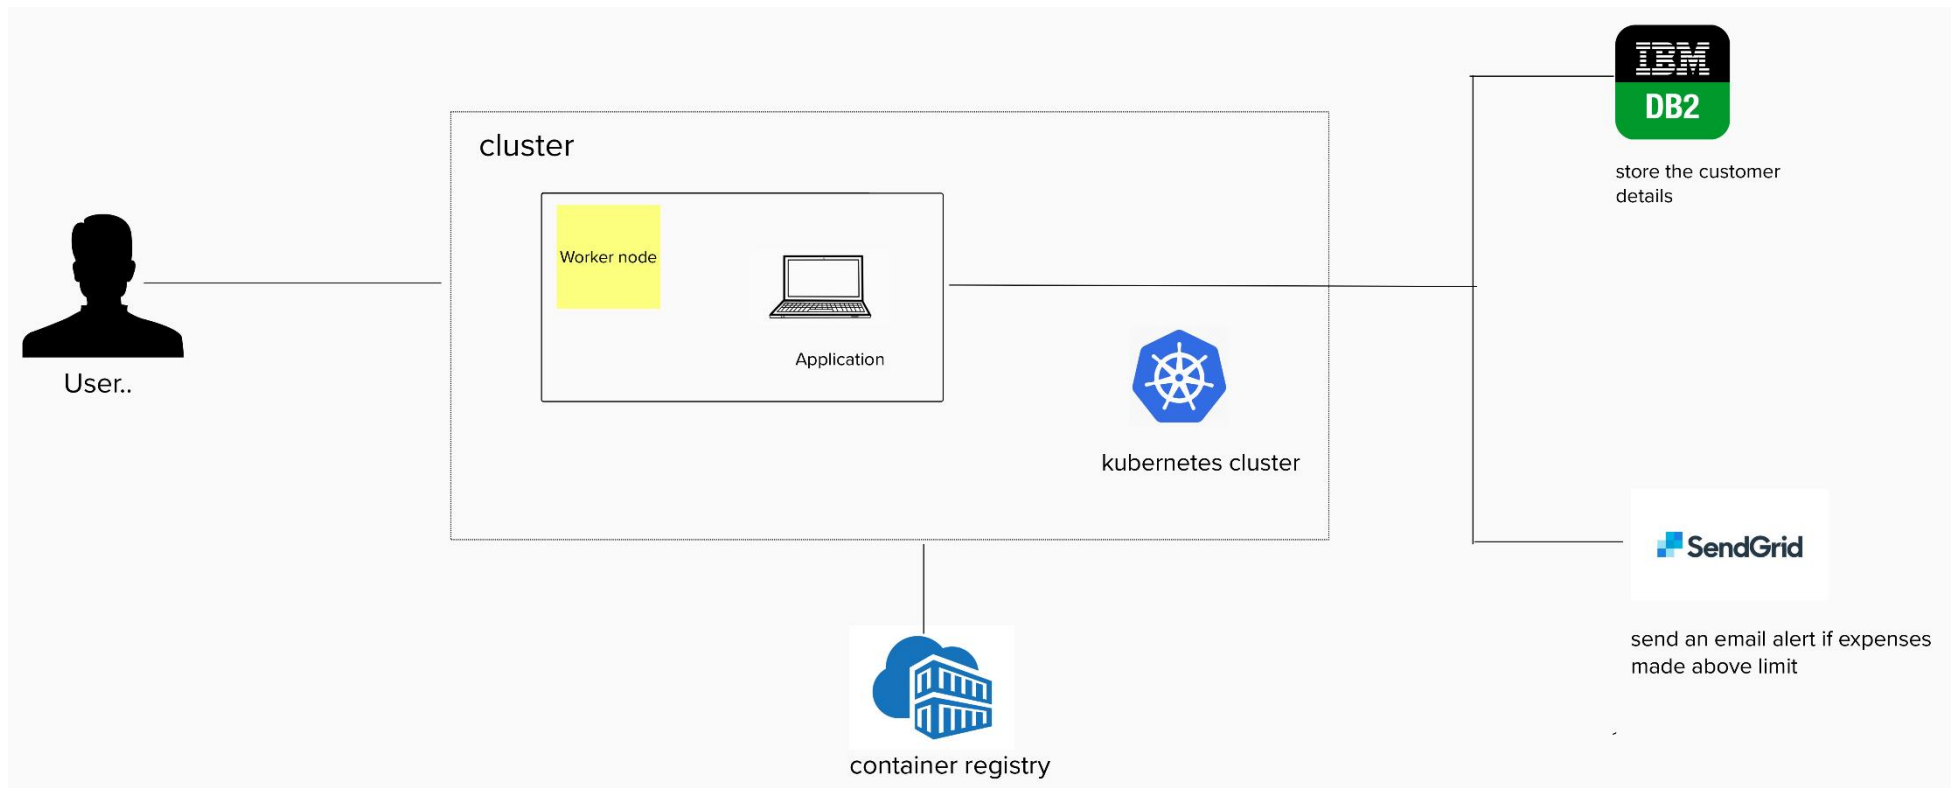 cluster
Worker node
Application
User..
kubernetes cluster
container registry
IBM
DB2
store the customer
details
SendGrid
send an email alert if expenses
made above limit